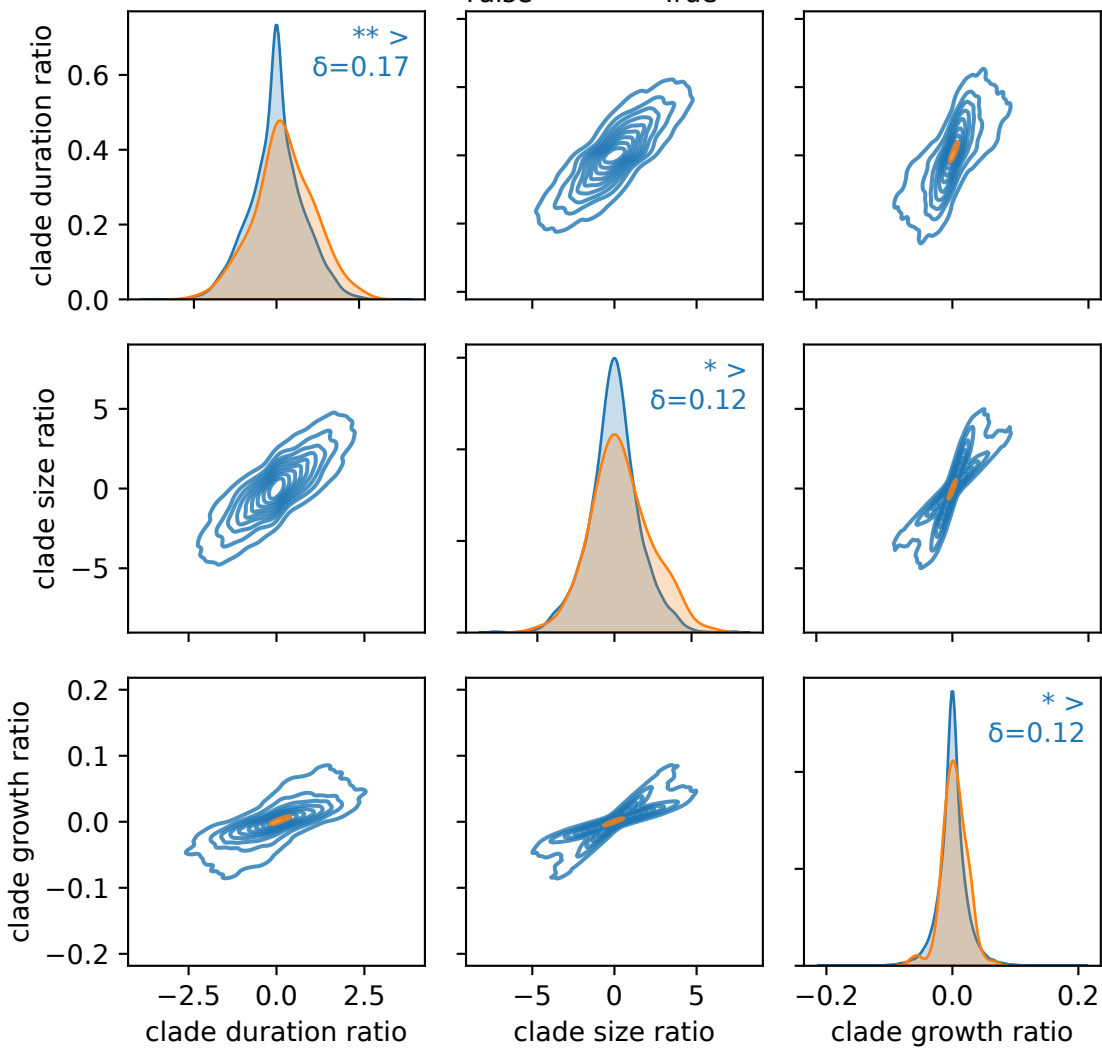 False True
clade duration ratio
0.6
0.4
0.2
0.0
** >
δ=0.17
clade size ratio
5
0
−5
* >
δ=0.12
clade growth ratio
0.2
0.1
0.0
−0.1
−0.2
* >
δ=0.12
−2.5 0.0 2.5
−5 0 5
−0.2 0.0 0.2
clade duration ratio
clade size ratio
clade growth ratio